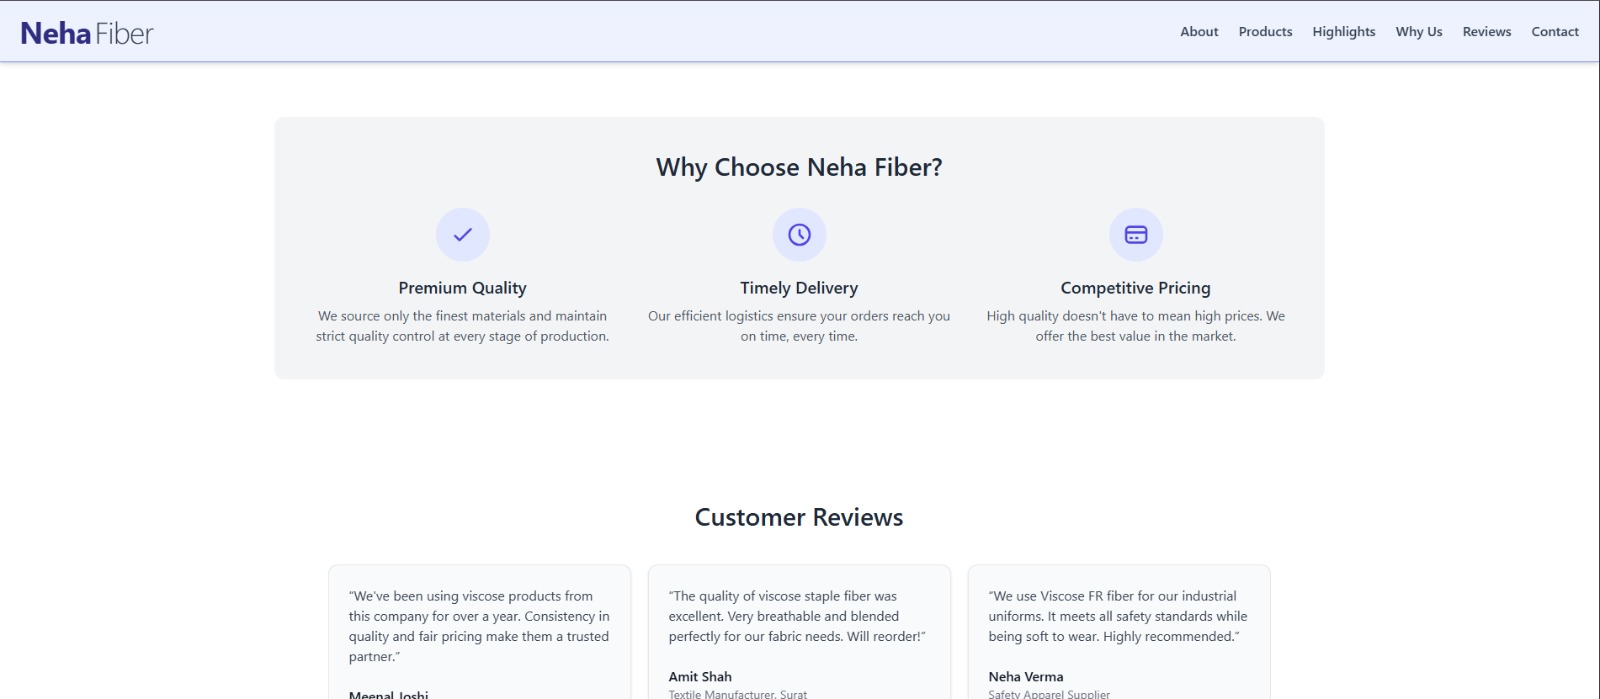 Neha Fiber
About Products Highlights Why Us Reviews Contact
Why Choose Neha Fiber?
Premium Quality
We source only the finest materials and maintain
strict quality control at every stage of production.
Timely Delivery
Our efficient logistics ensure your orders reach you
on time, every time.
Competitive Pricing
High quality doesn't have to mean high prices. We
offer the best value in the market.
Customer Reviews
“We’ve been using viscose products from
this company for over a year. Consistency in
quality and fair pricing make them a trusted
partner.”
Meenal Joshi
“The quality of viscose staple fiber was
excellent. Very breathable and blended
perfectly for our fabric needs. Will reorder!”
Amit Shah
Textile Manufacturer, Surat
“We use Viscose FR fiber for our industrial
uniforms. It meets all safety standards while
being soft to wear. Highly recommended.”
Neha Verma
Safety Apparel Supplier